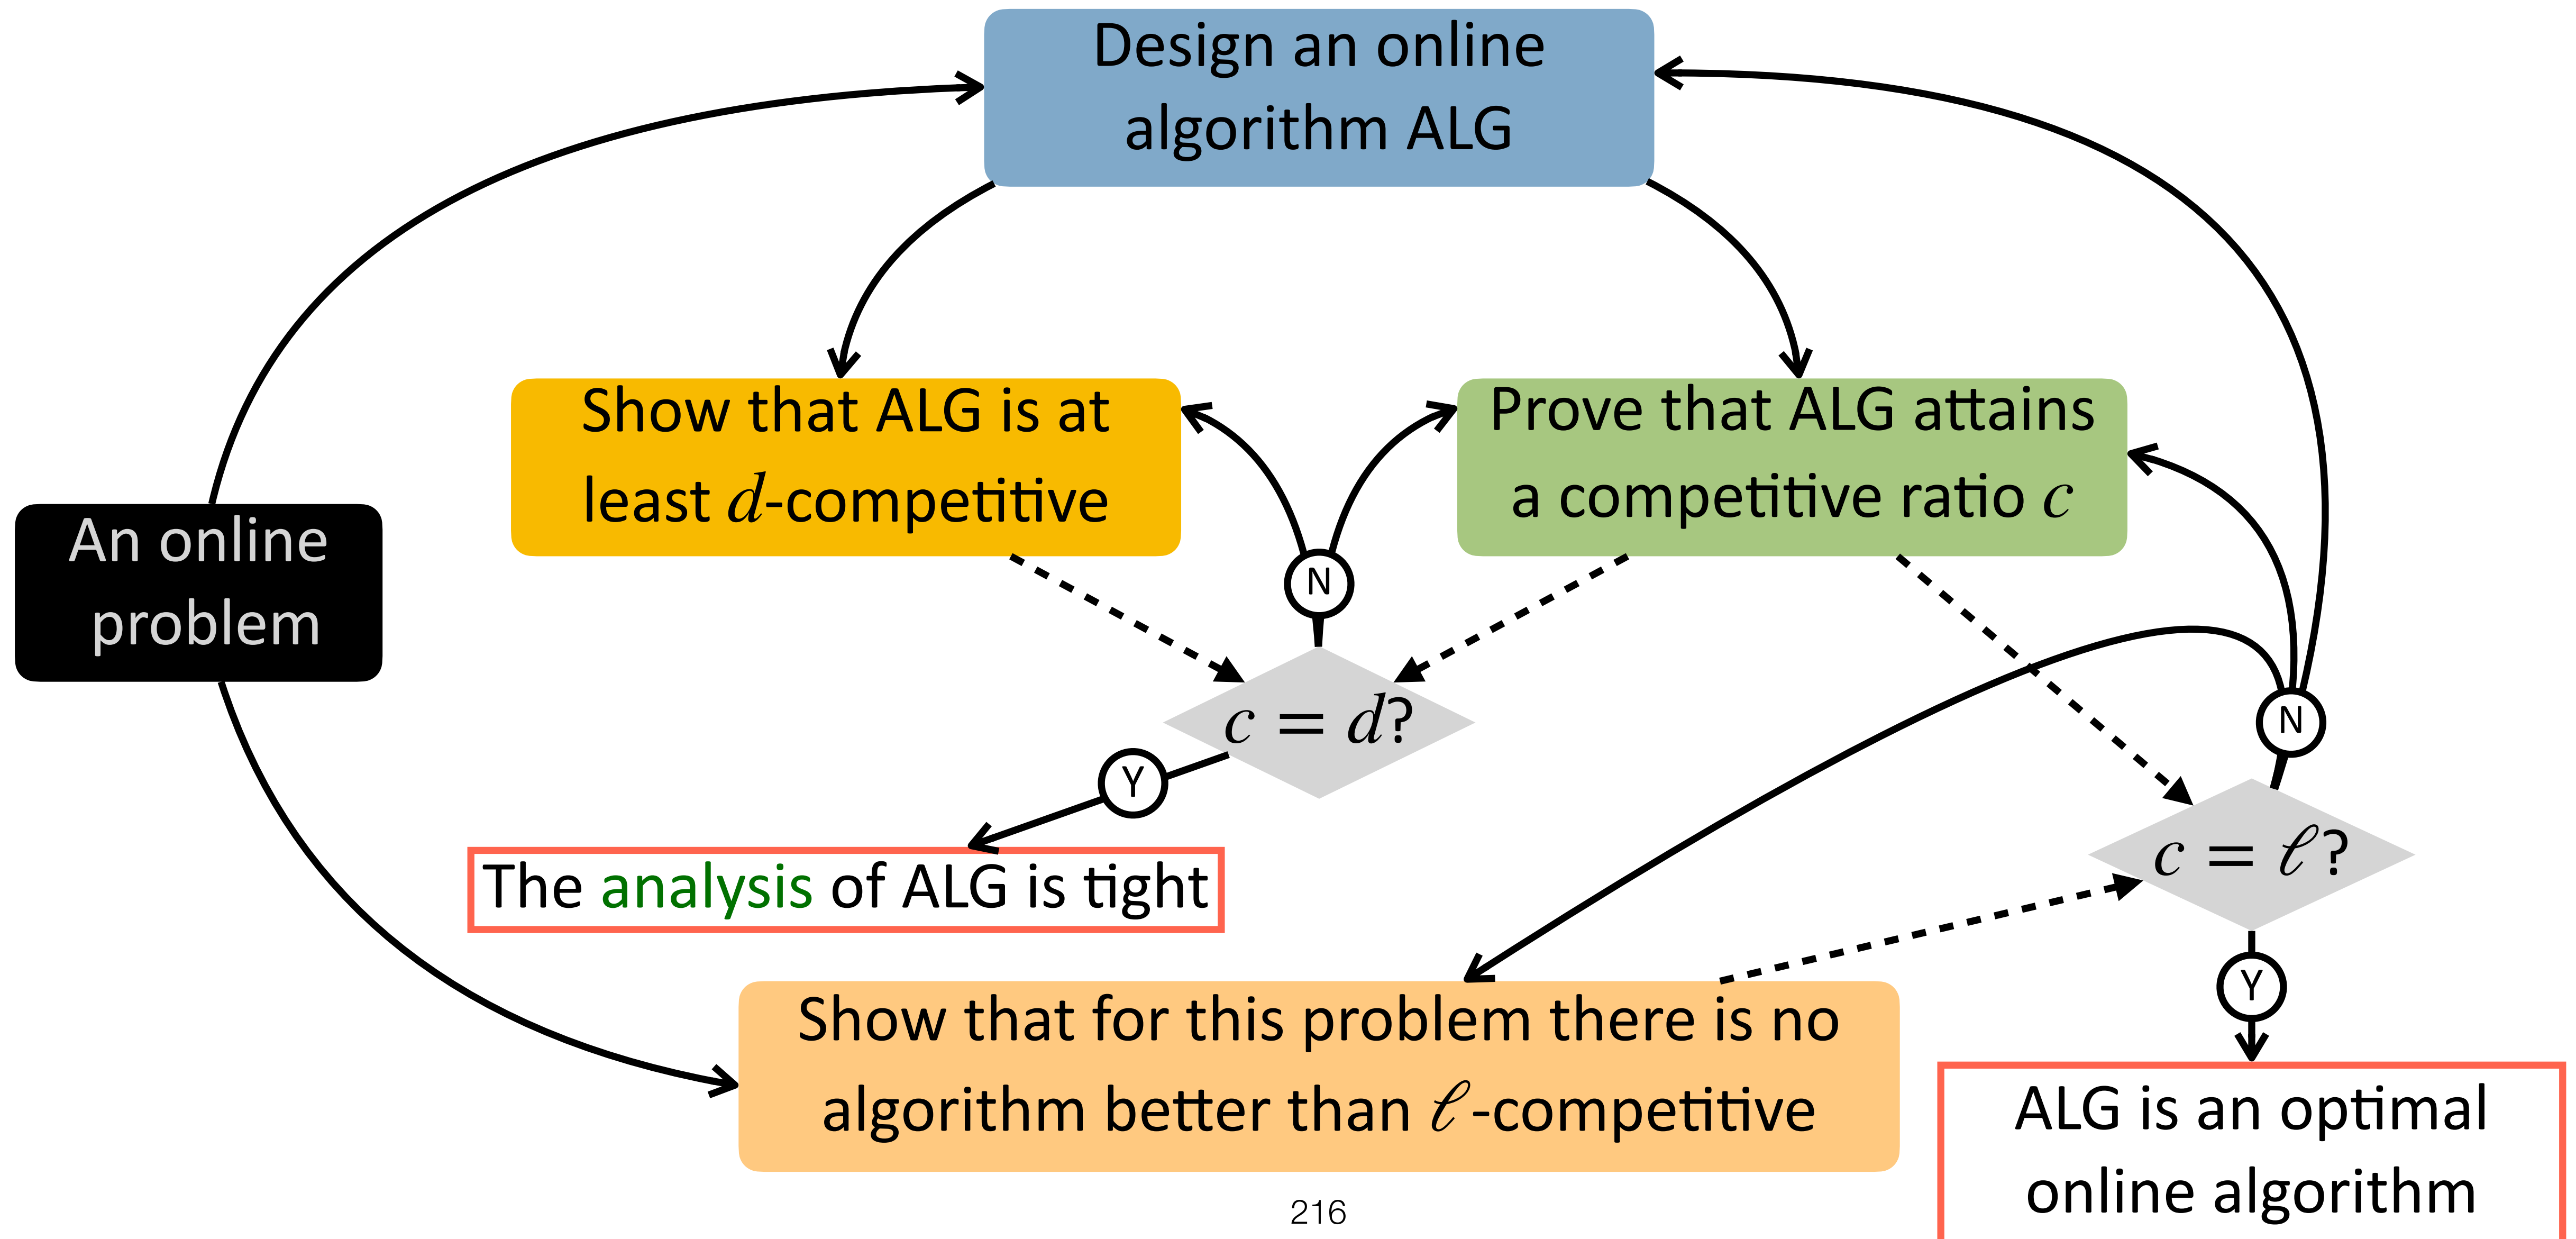 Design an online
algorithm ALG
Show that ALG is at
least d-competitive
Prove that ALG attains
a competitive ratio c
An online
problem
N
c = d?
N
Y
c = ℓ?
The analysis of ALG is tight
Y
Show that for this problem there is no
algorithm better than ℓ-competitive
ALG is an optimal
online algorithm
216